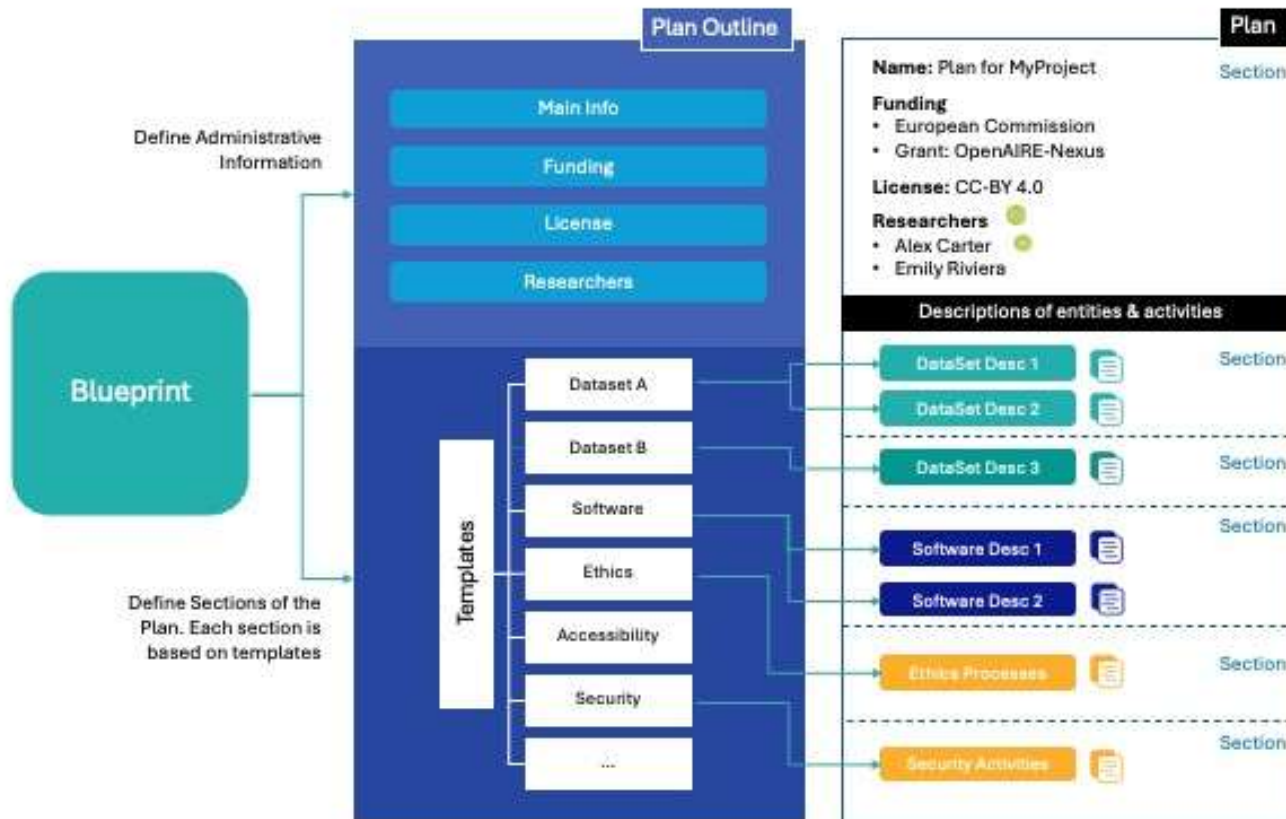 Plan Outline
Plan
Main Info
Funding
License
Researchers
Define Administrative
Information
Blueprint
Define Sections of the
Plan. Each section is
based on templates
Templates
Dataset A
Dataset B
Software
Ethics
Accessibility
Security
...
Name: Plan for MyProject
Section
Funding
• European Commission
• Grant: OpenAIRE-Nexus
License: CC-BY 4.0
Researchers
• Alex Carter
• Emily Riviera
Descriptions of entities & activities
DataSet Desc 1
Section
DataSet Desc 2
DataSet Desc 3
Section
Software Desc 1
Section
Software Desc 2
Ethics Processes
Section
Security Activities
Section